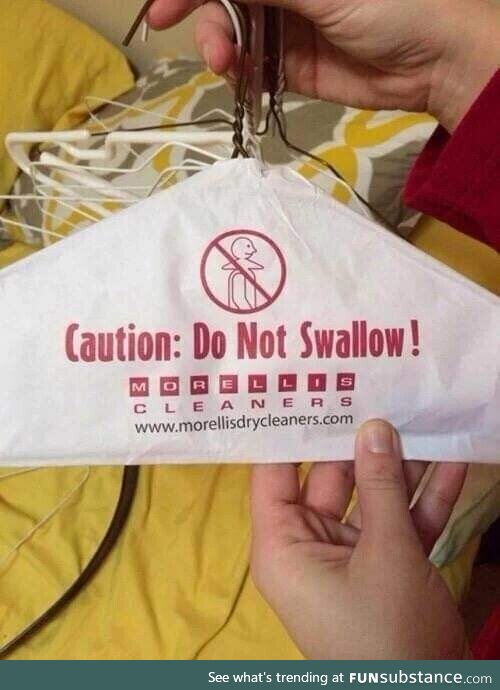 Caution: Do Not Swallow!
MORELLIS
CLEANERS
www.morellisdrycleaners.com
See what's trending at FUNsubstance.com